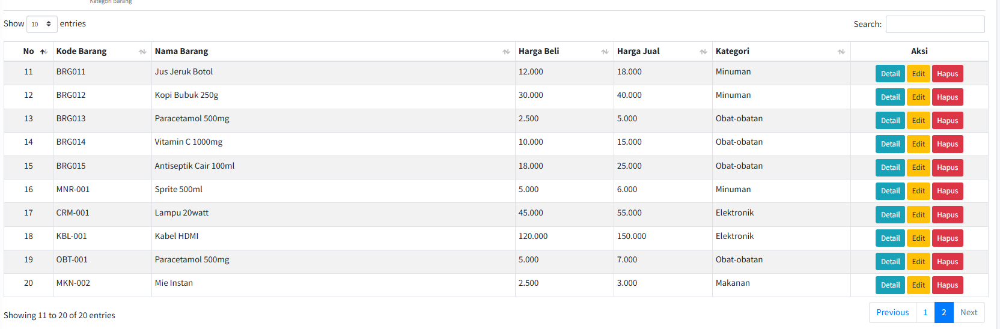 Kategori Barang
Show 10 entries
Search:
No Kode Barang Nama Barang Harga Beli Harga Jual Kategori Aksi
11 BRG011 Jus Jeruk Botol 12.000 18.000 Minuman Detail Edit Hapus
12 BRG012 Kopi Bubuk 250g 30.000 40.000 Minuman Detail Edit Hapus
13 BRG013 Paracetamol 500mg 2.500 5.000 Obat-obatan Detail Edit Hapus
14 BRG014 Vitamin C 1000mg 10.000 15.000 Obat-obatan Detail Edit Hapus
15 BRG015 Antiseptik Cair 100ml 18.000 25.000 Obat-obatan Detail Edit Hapus
16 MNR-001 Sprite 500ml 5.000 6.000 Minuman Detail Edit Hapus
17 CRM-001 Lampu 20watt 45.000 55.000 Elektronik Detail Edit Hapus
18 KBL-001 Kabel HDMI 120.000 150.000 Elektronik Detail Edit Hapus
19 OBT-001 Paracetamol 500mg 5.000 7.000 Obat-obatan Detail Edit Hapus
20 MKN-002 Mie Instan 2.500 3.000 Makanan Detail Edit Hapus
Showing 11 to 20 of 20 entries
Previous 1 2 Next